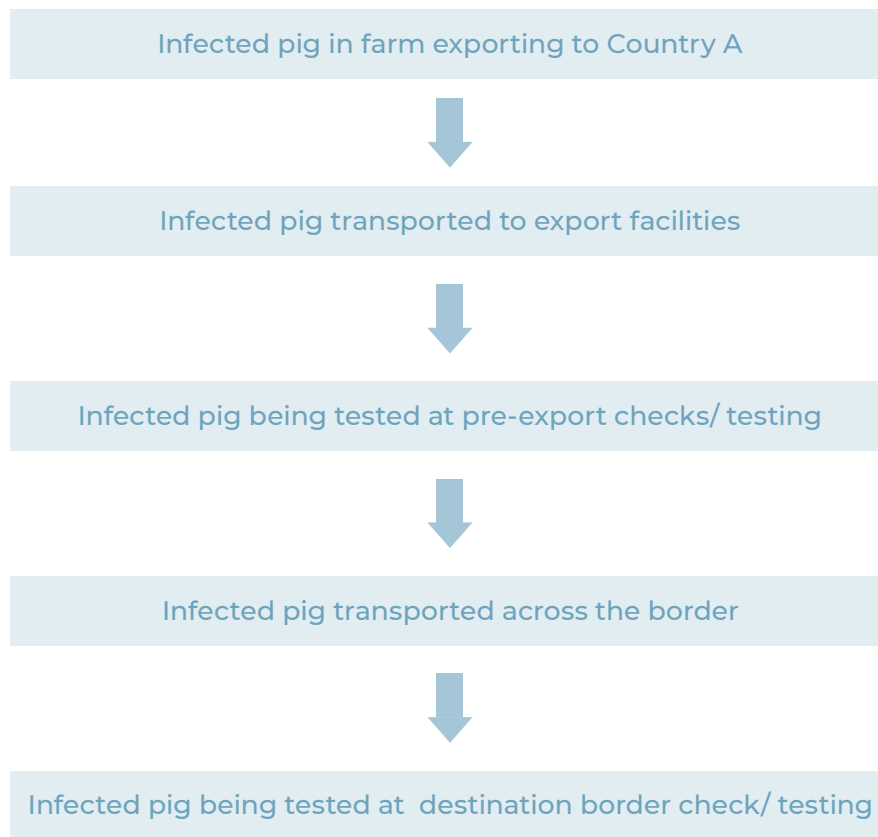 Infected pig in farm exporting to Country A
Infected pig transported to export facilities
Infected pig being tested at pre-export checks/ testing
Infected pig transported across the border
Infected pig being tested at  destination border check/ testing